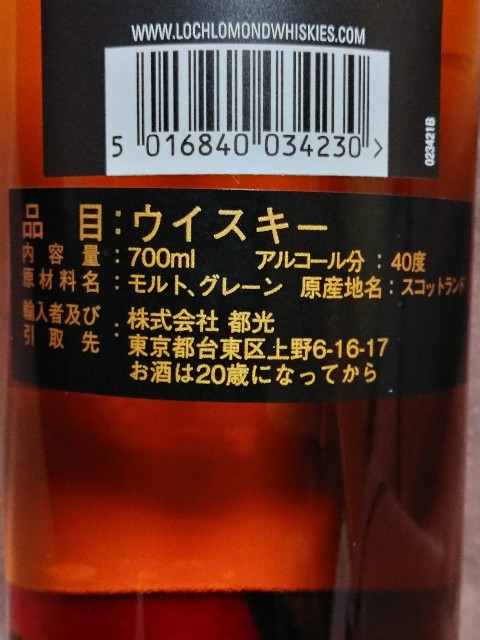 WWW.LOCHLOMONDWHISKIES.COM
5 016840 034230 >
023421B
品 目：ウイスキー
内容量：700ml アルコール分：40度
原材料名：モルト、グレーン 原産地名：スコットランド
輸入者及び引取先：株式会社 都光
東京都台東区上野6-16-17
お酒は20歳になってから